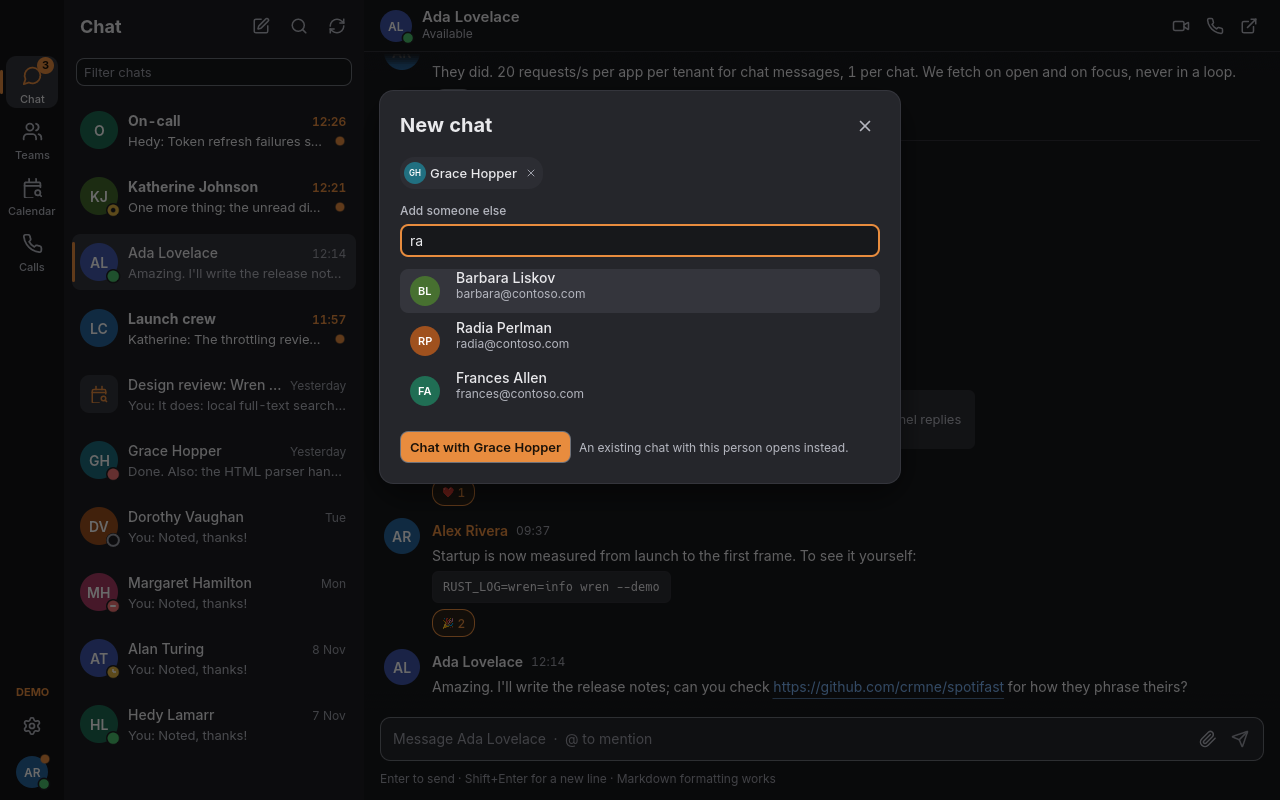 3
Chat
Teams
Calendar
Calls
DEMO
AR
Chat
Filter chats
O
On-call
12:26
Hedy: Token refresh failures s...
KJ
Katherine Johnson
12:21
One more thing: the unread di...
AL
Ada Lovelace
12:14
Amazing. I'll write the release not...
LC
Launch crew
11:57
Katherine: The throttling revie...
Design review: Wren ...
Yesterday
You: It does: local full-text search...
GH
Grace Hopper
Yesterday
Done. Also: the HTML parser han...
DV
Dorothy Vaughan
Tue
You: Noted, thanks!
MH
Margaret Hamilton
Mon
You: Noted, thanks!
AT
Alan Turing
8 Nov
You: Noted, thanks!
HL
Hedy Lamarr
7 Nov
You: Noted, thanks!
AL
Ada Lovelace
Available
They did. 20 requests/s per app per tenant for chat messages, 1 per chat. We fetch on open and on focus, never in a loop.
New chat
GH Grace Hopper
Add someone else
ra
BL
Barbara Liskov
barbara@contoso.com
RP
Radia Perlman
radia@contoso.com
FA
Frances Allen
frances@contoso.com
Chat with Grace Hopper
An existing chat with this person opens instead.
replies
❤️ 1
AR
Alex Rivera 09:37
Startup is now measured from launch to the first frame. To see it yourself:
RUST_LOG=wren=info wren --demo
🎉 2
AL
Ada Lovelace 12:14
Amazing. I'll write the release notes; can you check https://github.com/crmne/spotifast for how they phrase theirs?
Message Ada Lovelace · @ to mention
Enter to send · Shift+Enter for a new line · Markdown formatting works